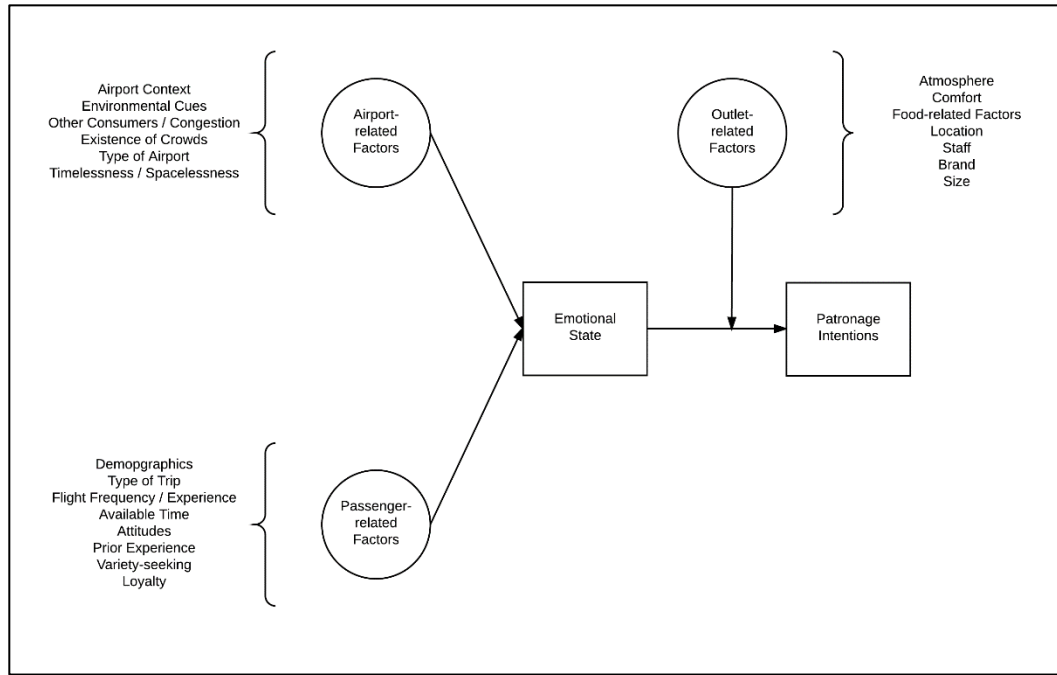 Airport Context
Environmental Cues
Other Consumers / Congestion
Existence of Crowds
Type of Airport
Timelessness / Spacelessness
Airport-
related
Factors
Outlet-
related
Factors
Atmosphere
Comfort
Food-related Factors
Location
Staff
Brand
Size
Emotional
State
Patronage
Intentions
Demopgraphics
Type of Trip
Flight Frequency / Experience
Available Time
Attitudes
Prior Experience
Variety-seeking
Loyalty
Passenger-
related
Factors